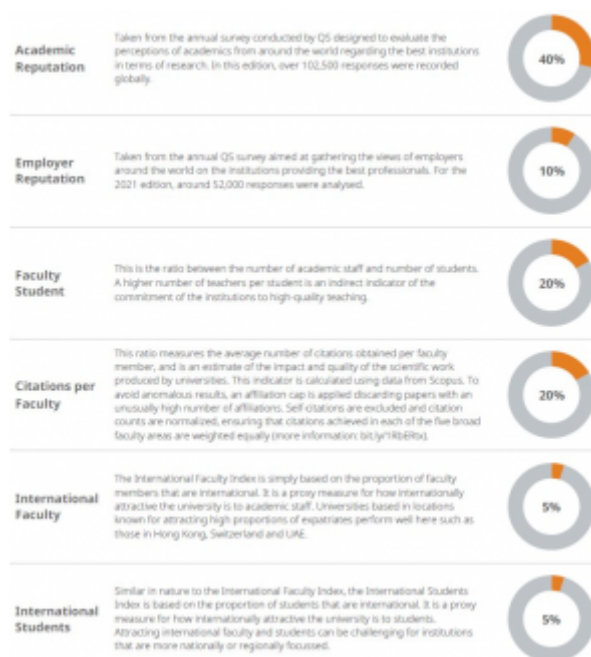 Academic
Reputation
Taken from the annual survey conducted by QS designed to evaluate the
perceptions of academics from around the world regarding the best institutions
in terms of research. In this edition, over 102,500 responses were recorded
globally.
40%
Employer
Reputation
Taken from the annual QS survey aimed at gathering the views of employers
around the world on the institutions providing the best professionals. For the
2021 edition, around 52,000 responses were analysed.
10%
Faculty
Student
This is the ratio between the number of academic staff and number of students.
A higher number of teachers per student is an indirect indicator of the
commitment of the institutions to high-quality teaching.
20%
Citations per
Faculty
This ratio measures the average number of citations obtained per faculty
member, and is an estimate of the impact and quality of the scientific work
produced by universities. This indicator is calculated using data from Scopus. To
avoid anomalous results, an affiliation cap is applied discarding papers with an
unusually high number of affiliations. Self-citations are excluded and citation
counts are normalized, ensuring that citations achieved in each of the five broad
faculty areas are weighted equally (more information:
20%
International
Faculty
The International Faculty Index is simply based on the proportion of faculty
members that are international. It is a proxy measure for how internationally
attractive the university is to academic staff. Universities based in locations
known for attracting high proportions of expatriates perform well here such as
those in Hong Kong, Switzerland and UAE.
5%
International
Students
Similar in nature to the International Faculty Index, the International Students
Index is based on the proportion of students that are international. It is a proxy
measure for how internationally attractive the university is to students.
Attracting international faculty and students can be challenging for institutions
that are more nationally or regionally focussed.
5%